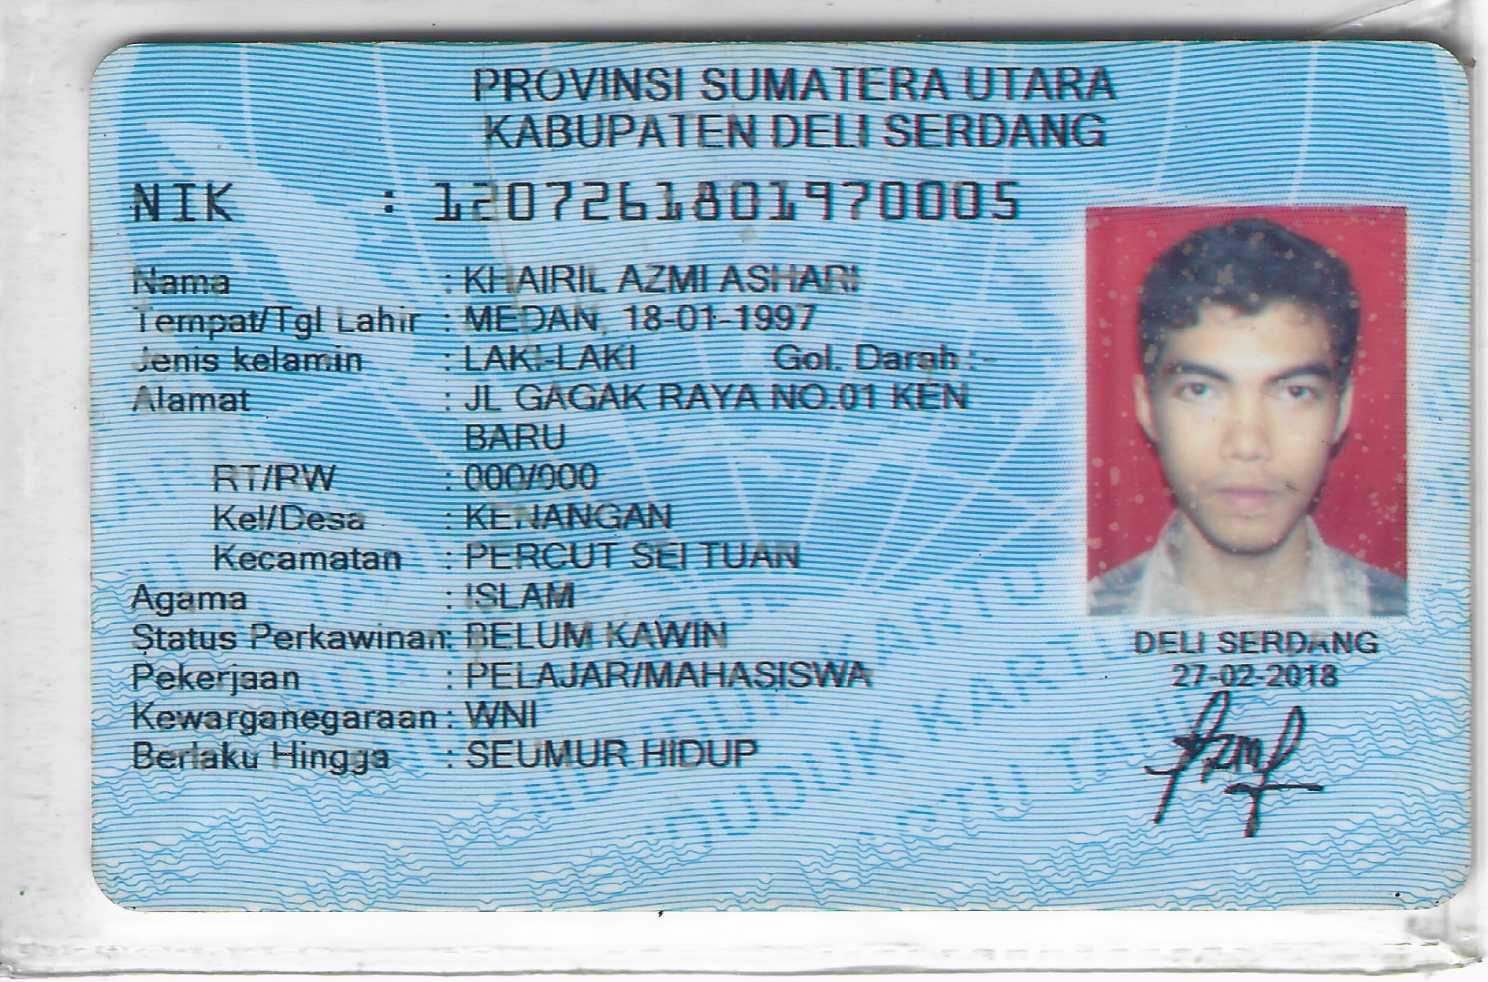 PROVINSI SUMATERA UTARA
KABUPATEN DELI SERDANG
NIK : 1207261801970005
Nama : KHAIRIL AZMI ASHARI
Tempat/Tgl Lahir : MEDAN, 18-01-1997
Jenis kelamin : LAKI-LAKI Gol. Darah : -
Alamat : JL GAGAK RAYA NO.01 KEN
BARU
RT/RW : 000/000
Kel/Desa : KENANGAN
Kecamatan : PERCUT SEI TUAN
Agama : ISLAM
Status Perkawinan: BELUM KAWIN
Pekerjaan : PELAJAR/MAHASISWA
Kewarganegaraan : WNI
Berlaku Hingga : SEUMUR HIDUP
DELI SERDANG
27-02-2018